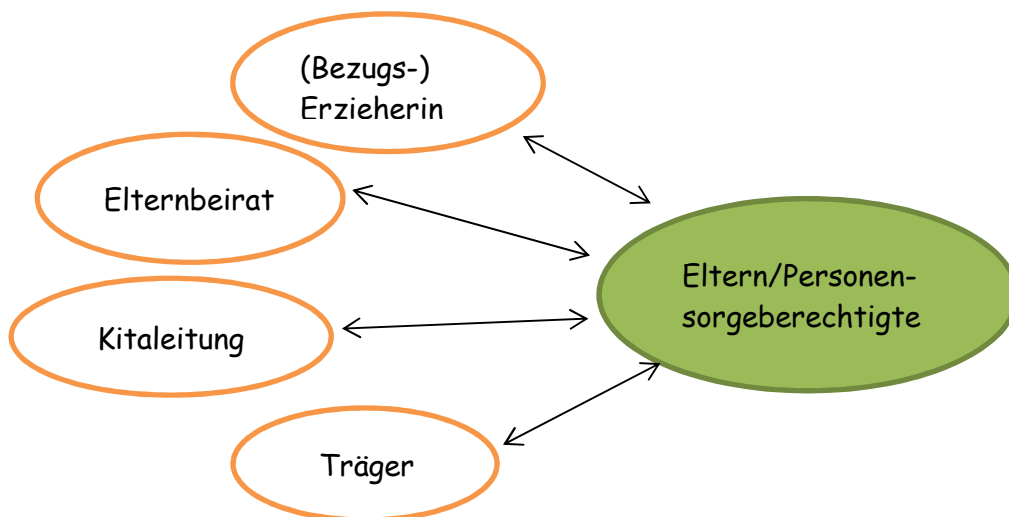 (Bezugs-)
Erzieherin
Elternbeirat
Eltern/Personen-
sorgeberechtigte
Kitaleitung
Träger